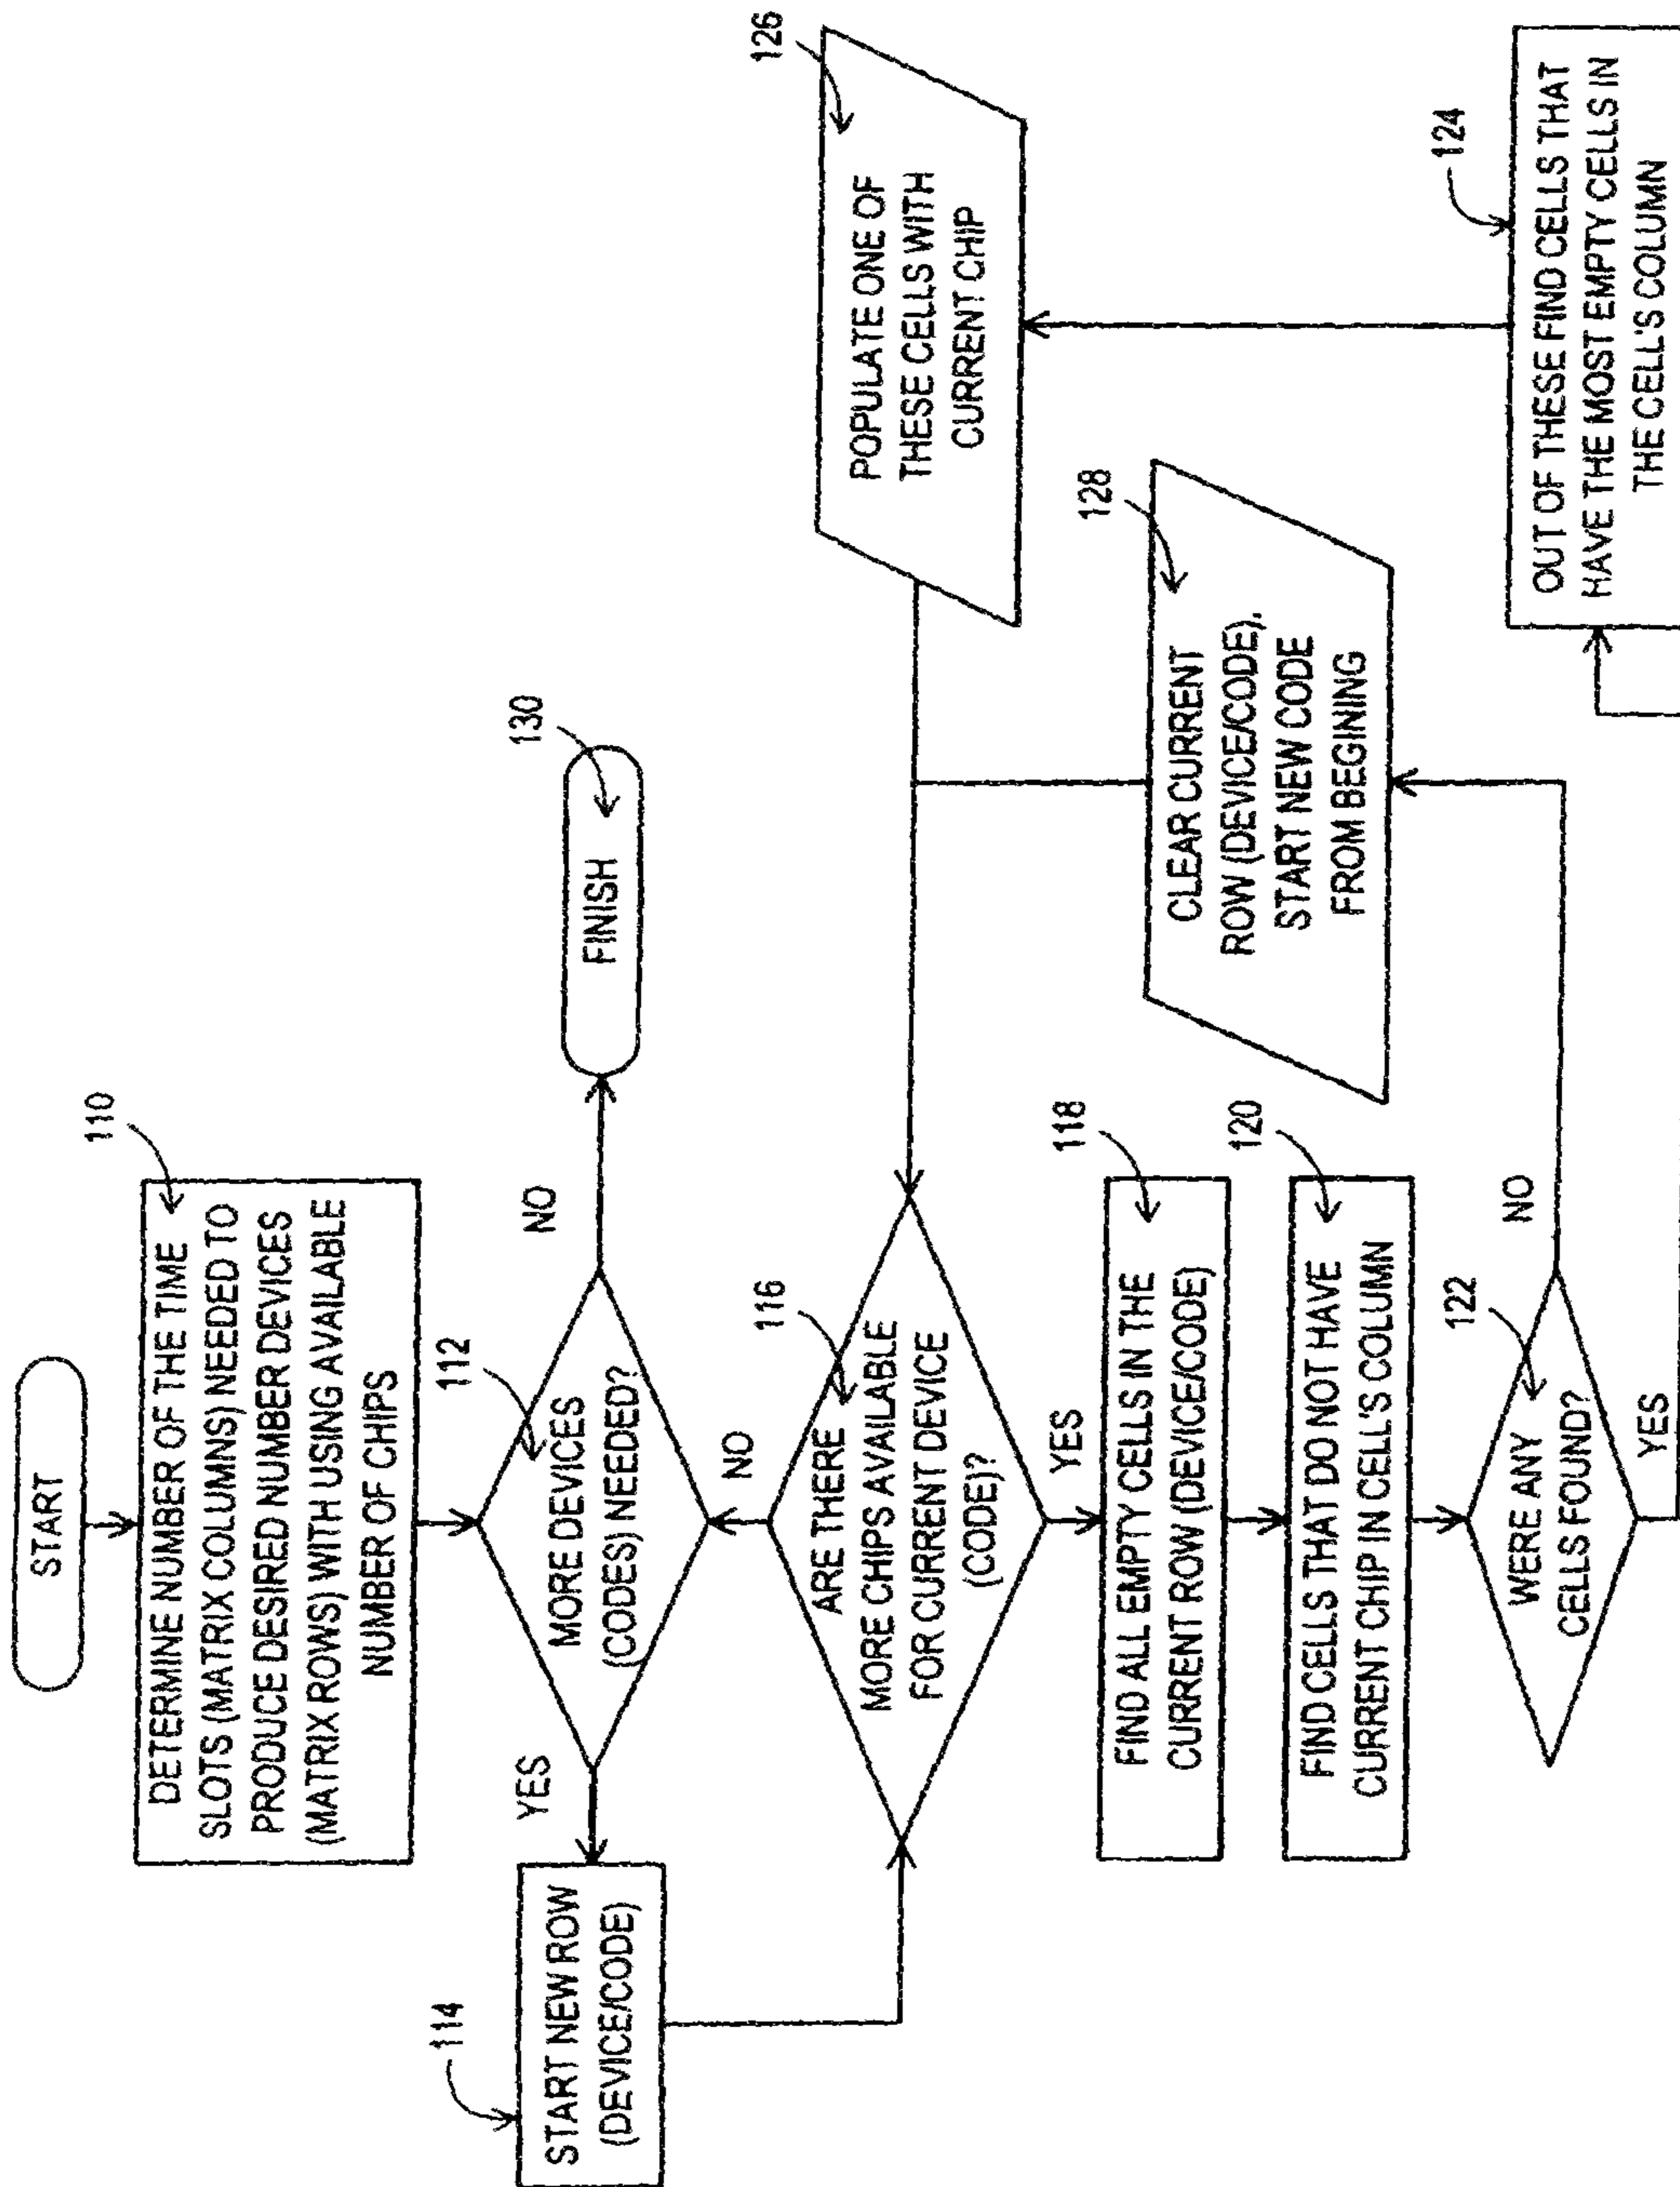 START
110
DETERMINE NUMBER OF THE TIME
SLOTS (MATRIX COLUMNS) NEEDED TO
PRODUCE DESIRED NUMBER DEVICES
(MATRIX ROWS) WITH USING AVAILABLE
NUMBER OF CHIPS
112
MORE DEVICES
(CODES) NEEDED?
NO
130
FINISH
YES
114
START NEW ROW
(DEVICE/CODE)
116
ARE THERE
MORE CHIPS AVAILABLE
FOR CURRENT DEVICE
(CODE)?
NO
YES
118
FIND ALL EMPTY CELLS IN THE
CURRENT ROW (DEVICE/CODE)
120
FIND CELLS THAT DO NOT HAVE
CURRENT CHIP IN CELL'S COLUMN
122
WERE ANY
CELLS FOUND?
NO
YES
128
CLEAR CURRENT
ROW (DEVICE/CODE),
START NEW CODE
FROM BEGINING
126
POPULATE ONE OF
THESE CELLS WITH
CURRENT CHIP
124
OUT OF THESE FIND CELLS THAT
HAVE THE MOST EMPTY CELLS IN
THE CELL'S COLUMN